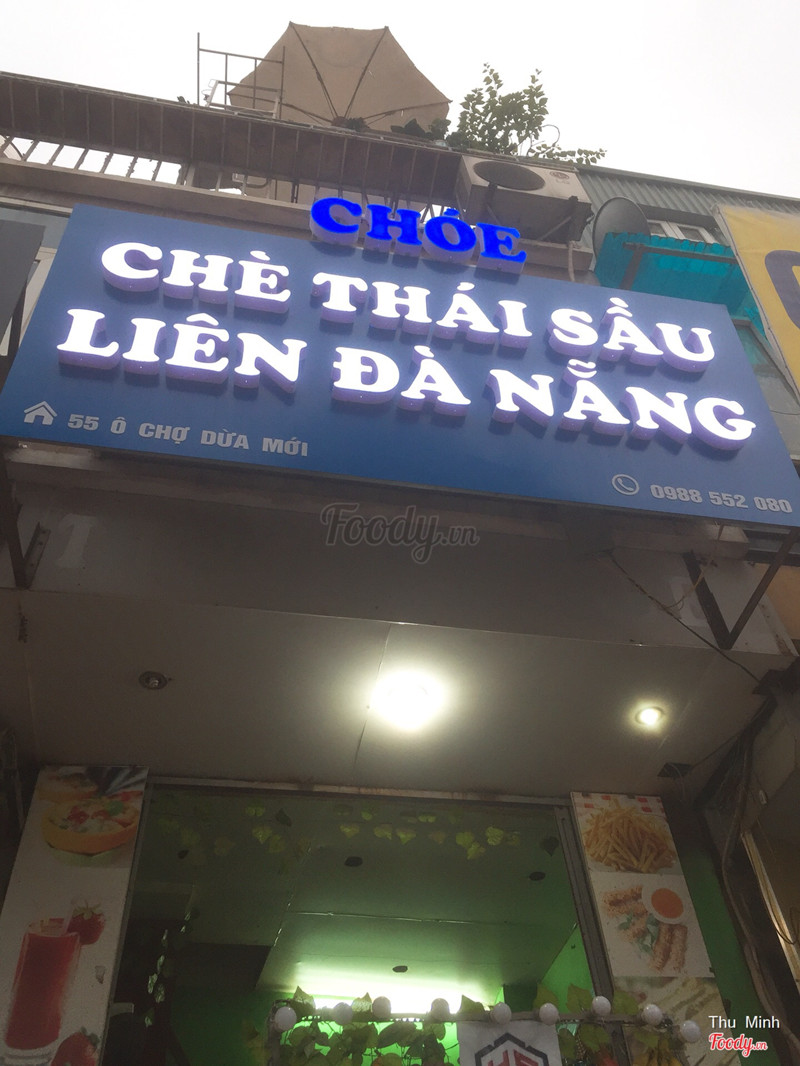 CHÓE
CHÈ THÁI SẦU
LIÊN ĐÀ NẴNG
55 Ô CHỢ DỪA MỚI
0988 552 080
Foody.vn
Thu Minh
Foody.vn